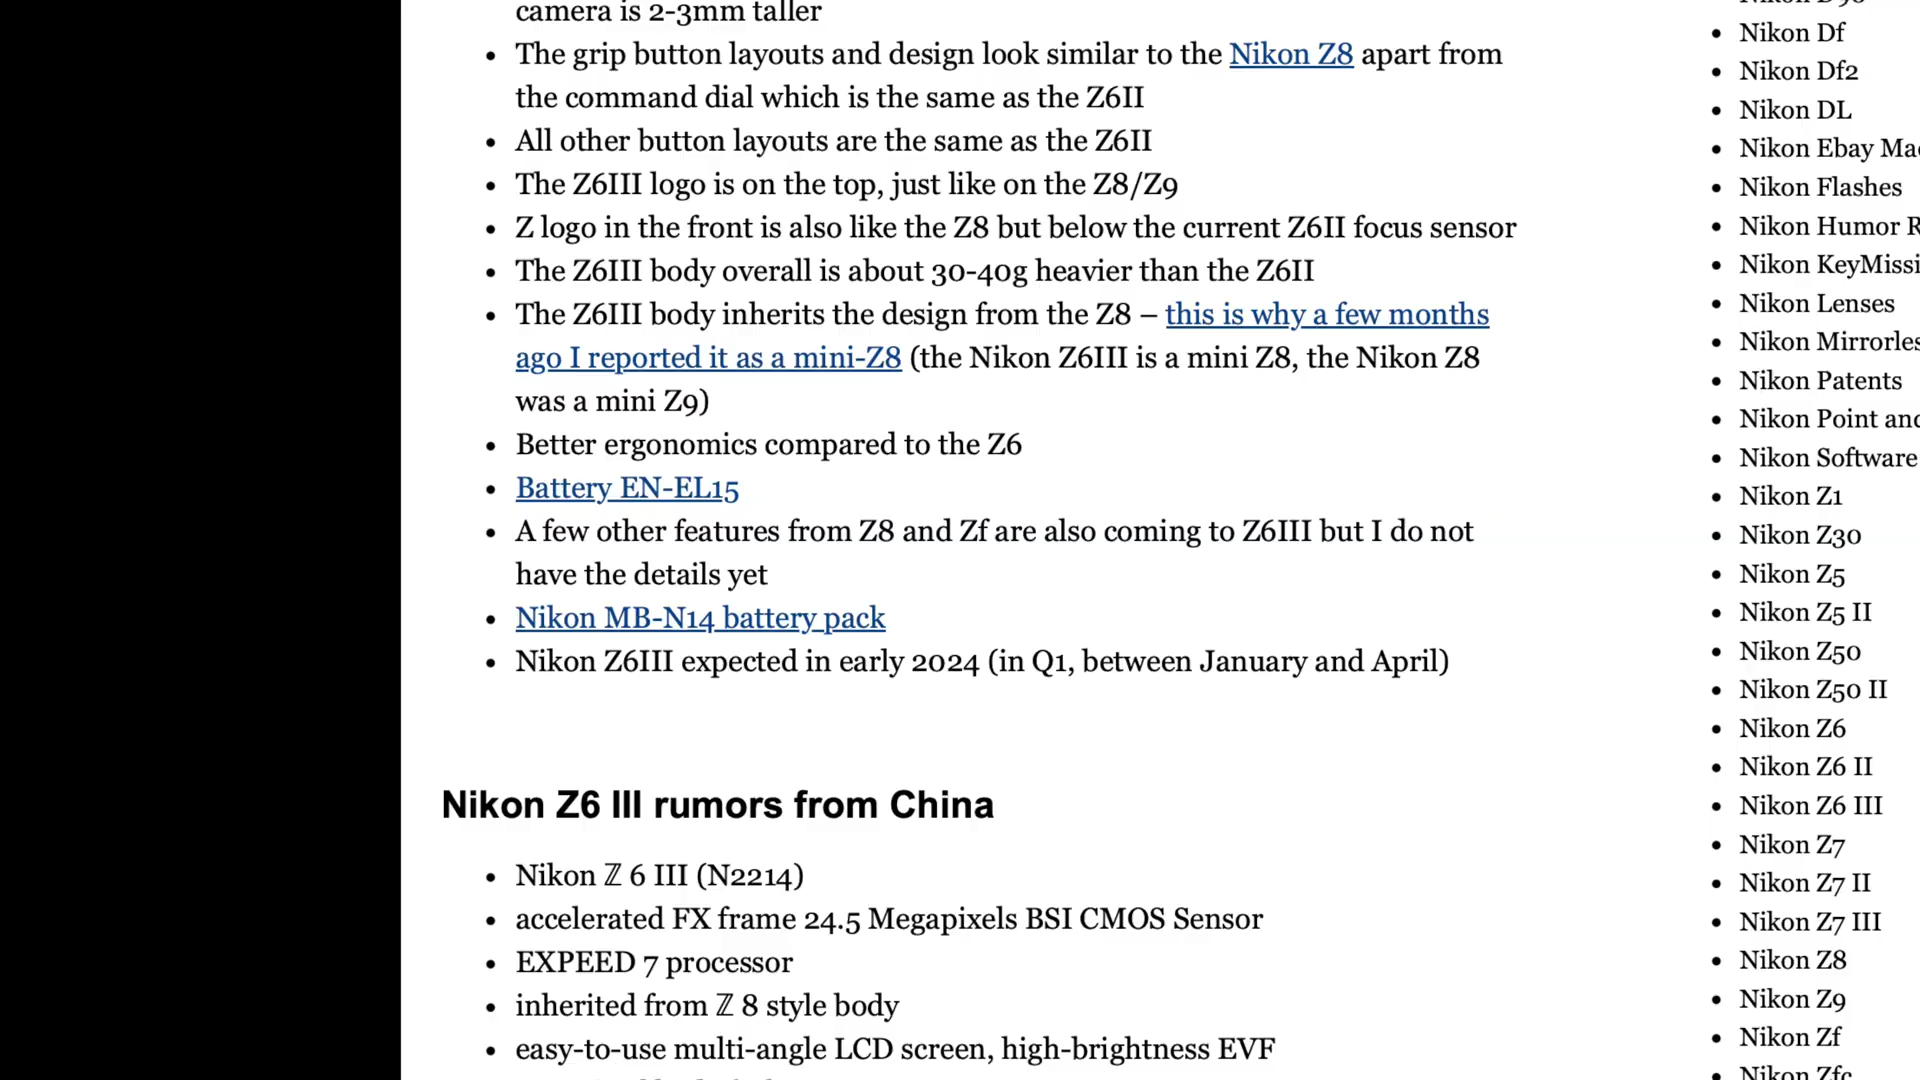 camera is 2-3mm taller
• The grip button layouts and design look similar to the Nikon Z8 apart from
the command dial which is the same as the Z6II
• All other button layouts are the same as the Z6II
• The Z6III logo is on the top, just like on the Z8/Z9
• Z logo in the front is also like the Z8 but below the current Z6II focus sensor
• The Z6III body overall is about 30-40g heavier than the Z6II
• The Z6III body inherits the design from the Z8 – this is why a few months
ago I reported it as a mini-Z8 (the Nikon Z6III is a mini Z8, the Nikon Z8
was a mini Z9)
• Better ergonomics compared to the Z6
• Battery EN-EL15
• A few other features from Z8 and Zf are also coming to Z6III but I do not
have the details yet
• Nikon MB-N14 battery pack
• Nikon Z6III expected in early 2024 (in Q1, between January and April)
Nikon Z6 III rumors from China
• Nikon ℤ 6 III (N2214)
• accelerated FX frame 24.5 Megapixels BSI CMOS Sensor
• EXPEED 7 processor
• inherited from ℤ 8 style body
• easy-to-use multi-angle LCD screen, high-brightness EVF
• Nikon Df
• Nikon Df2
• Nikon DL
• Nikon Ebay
• Nikon Flashes
• Nikon Humor
• Nikon
• Nikon Lenses
• Nikon
• Nikon Patents
• Nikon Point
• Nikon Software
• Nikon Z1
• Nikon Z30
• Nikon Z5
• Nikon Z5 II
• Nikon Z50
• Nikon Z50 II
• Nikon Z6
• Nikon Z6 II
• Nikon Z6 III
• Nikon Z7
• Nikon Z7 II
• Nikon Z7 III
• Nikon Z8
• Nikon Z9
• Nikon Zf
• Nikon Zfc